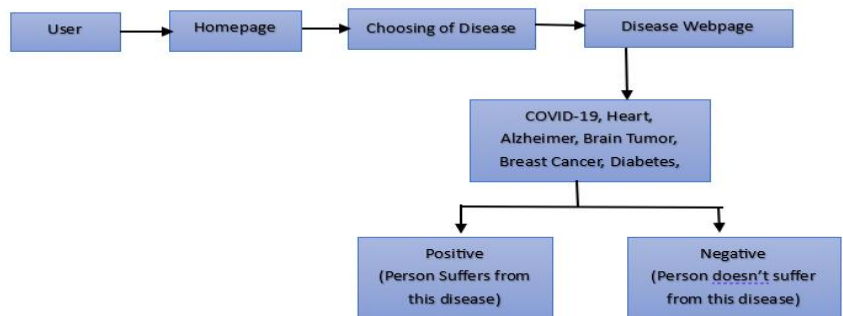 User
Homepage
Choosing of Disease
Disease Webpage
COVID-19, Heart,
Alzheimer, Brain Tumor,
Breast Cancer, Diabetes,
Positive
(Person Suffers from
this disease)
Negative
(Person doesn't suffer
from this disease)